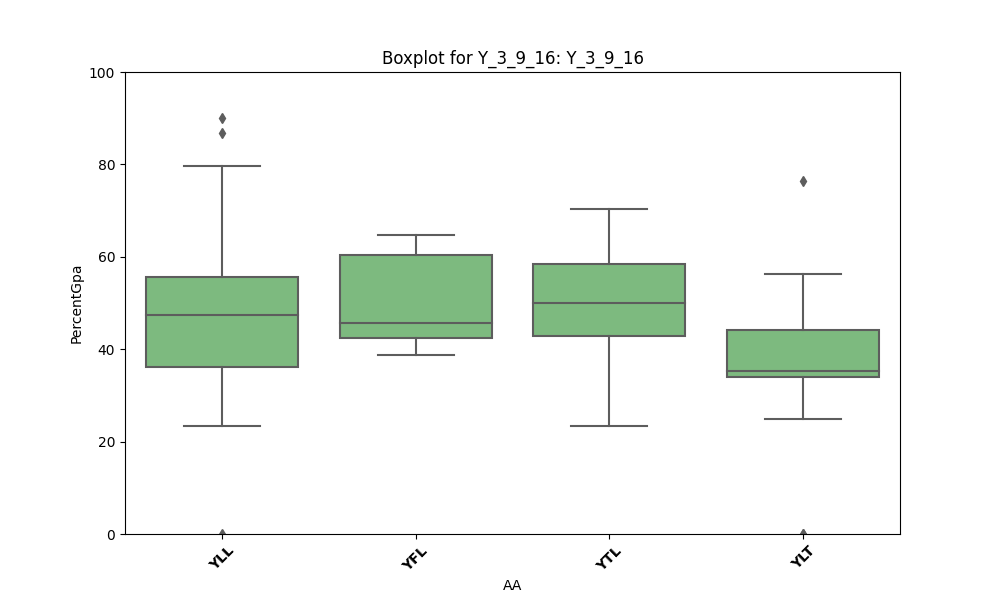 Boxplot for Y_3_9_16: Y_3_9_16
100
80
60
40
20
0
PercentGpa
YLL
YFL
YTL
YLT
AA